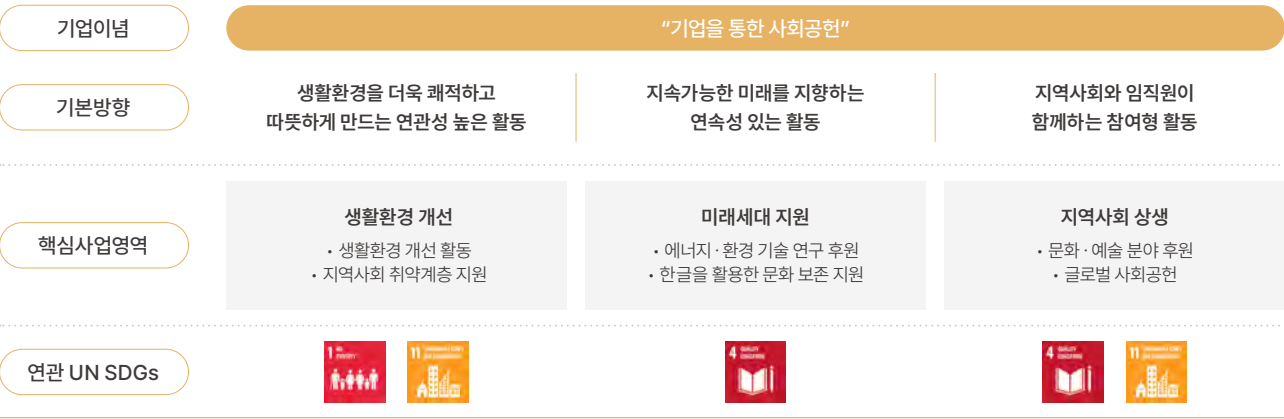 기업이념
“기업을 통한 사회공헌”
기본방향
생활환경을 더욱 쾌적하고
따뜻하게 만드는 연관성 높은 활동
지속가능한 미래를 지향하는
연속성 있는 활동
지역사회와 임직원이
함께하는 참여형 활동
핵심사업영역
생활환경 개선
• 생활환경 개선 활동
• 지역사회 취약계층 지원
미래세대 지원
• 에너지 · 환경 기술 연구 후원
• 한글을 활용한 문화 보존 지원
지역사회 상생
• 문화 · 예술 분야 후원
• 글로벌 사회공헌
연관 UN SDGs
1 NO
POVERTY
11
4 QUALITY
EDUCATION
4 QUALITY
EDUCATION
11